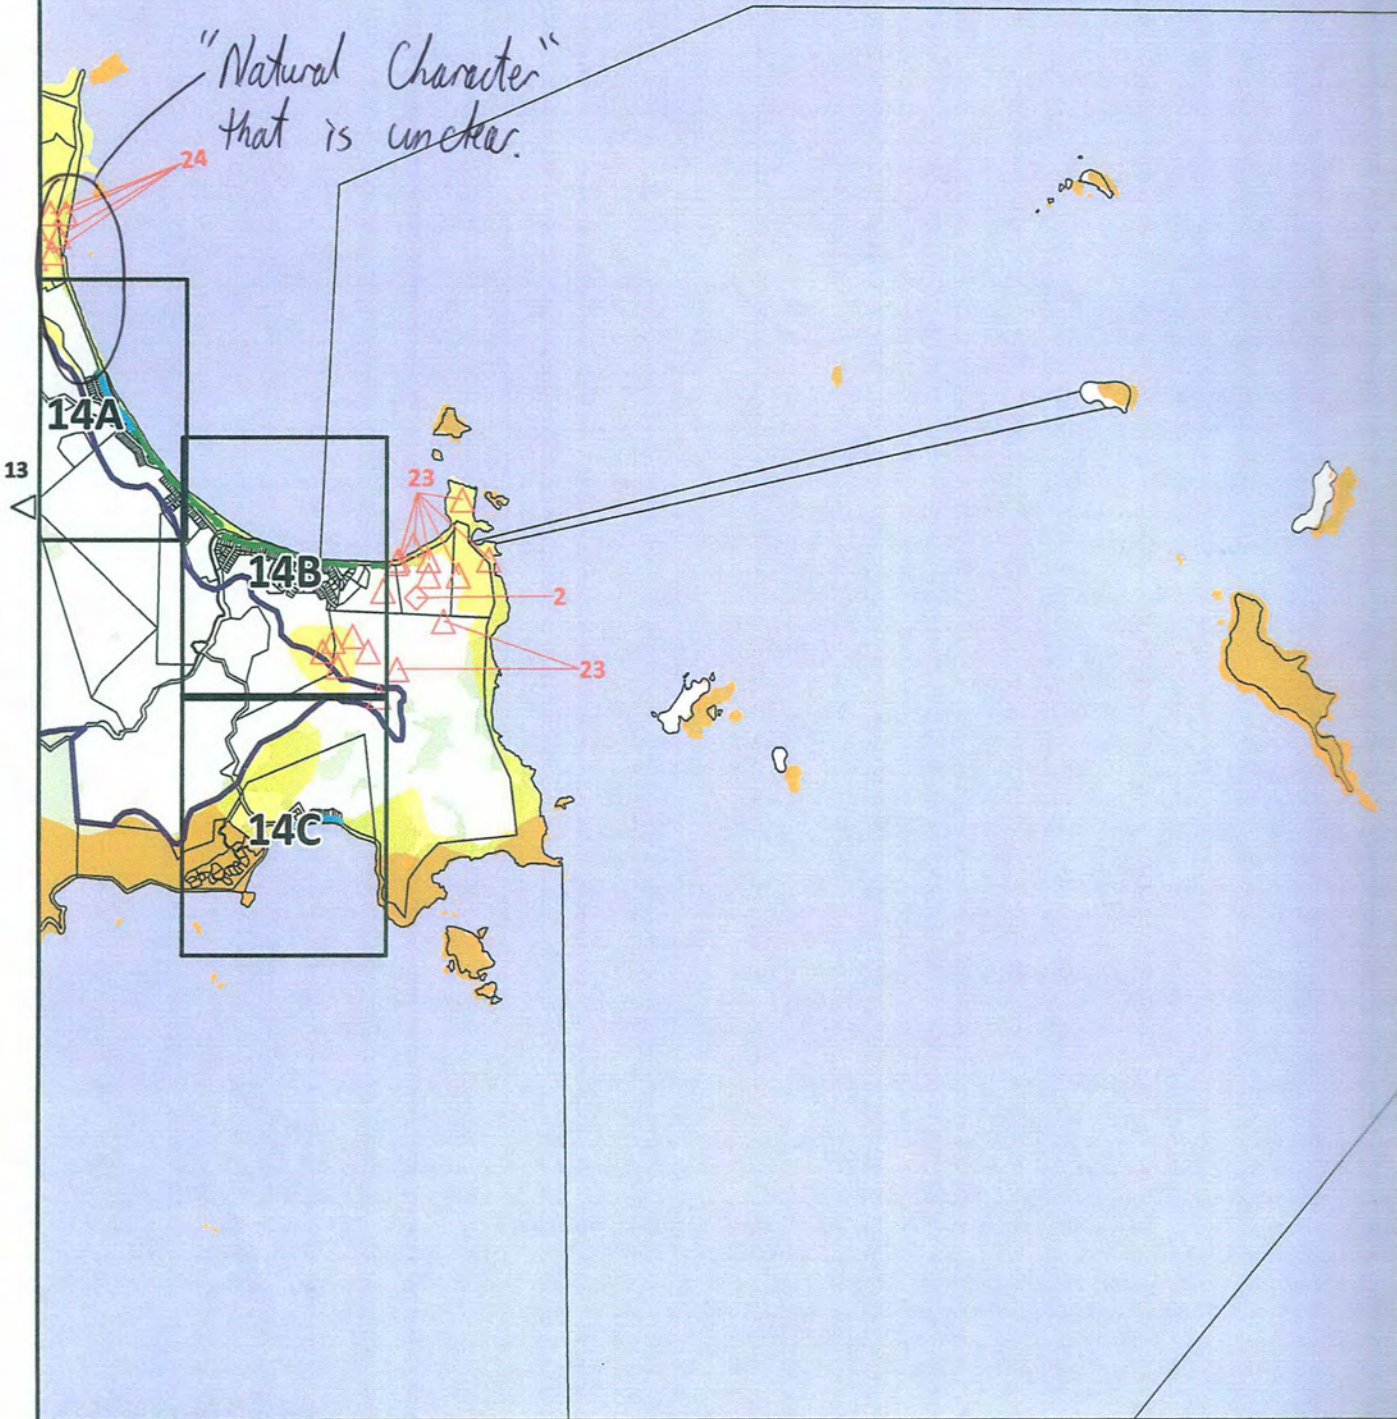 "Natural Character"
that is unclear.
24
14A
13
23
14B
2
23
14C